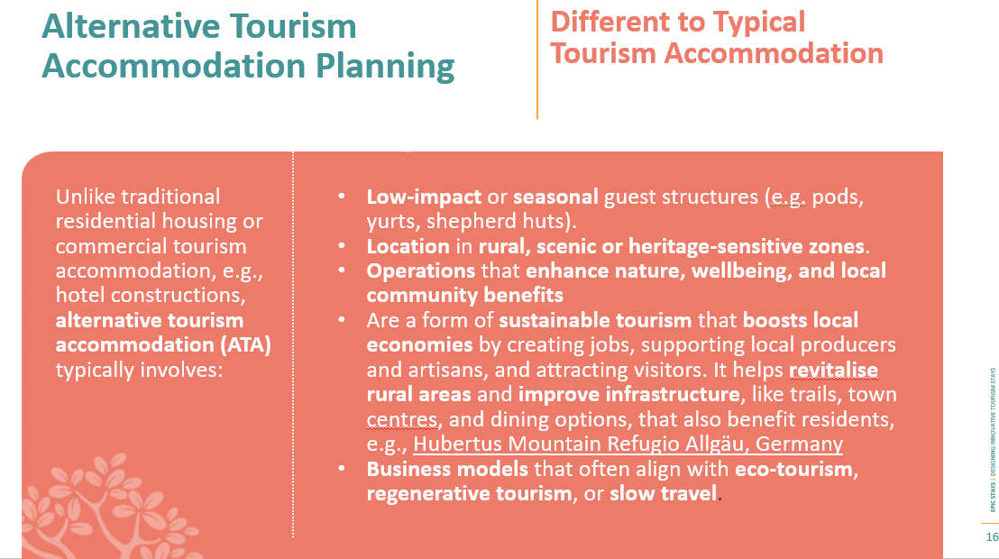 Alternative Tourism
Accommodation Planning
Different to Typical
Tourism Accommodation
Unlike traditional
residential housing or
commercial tourism
accommodation, e.g.,
hotel constructions,
alternative tourism
accommodation (ATA)
typically involves:
• Low-impact or seasonal guest structures (e.g. pods,
yurts, shepherd huts).
• Location in rural, scenic or heritage-sensitive zones.
• Operations that enhance nature, wellbeing, and local
community benefits
• Are a form of sustainable tourism that boosts local
economies by creating jobs, supporting local producers
and artisans, and attracting visitors. It helps revitalise
rural areas and improve infrastructure, like trails, town
centres, and dining options, that also benefit residents,
e.g., Hubertus Mountain Refugio Allgäu, Germany
• Business models that often align with eco-tourism,
regenerative tourism, or slow travel.
EPIC STAYS | DESIGNING INNOVATIVE TOURISM STAYS
16